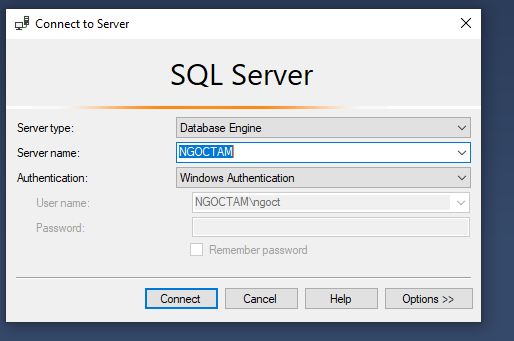 Connect to Server
SQL Server
Server type: Database Engine
Server name: NGOCTAM
Authentication: Windows Authentication
User name: NGOCTAM\ngoct
Password:
Remember password
Connect Cancel Help Options >>